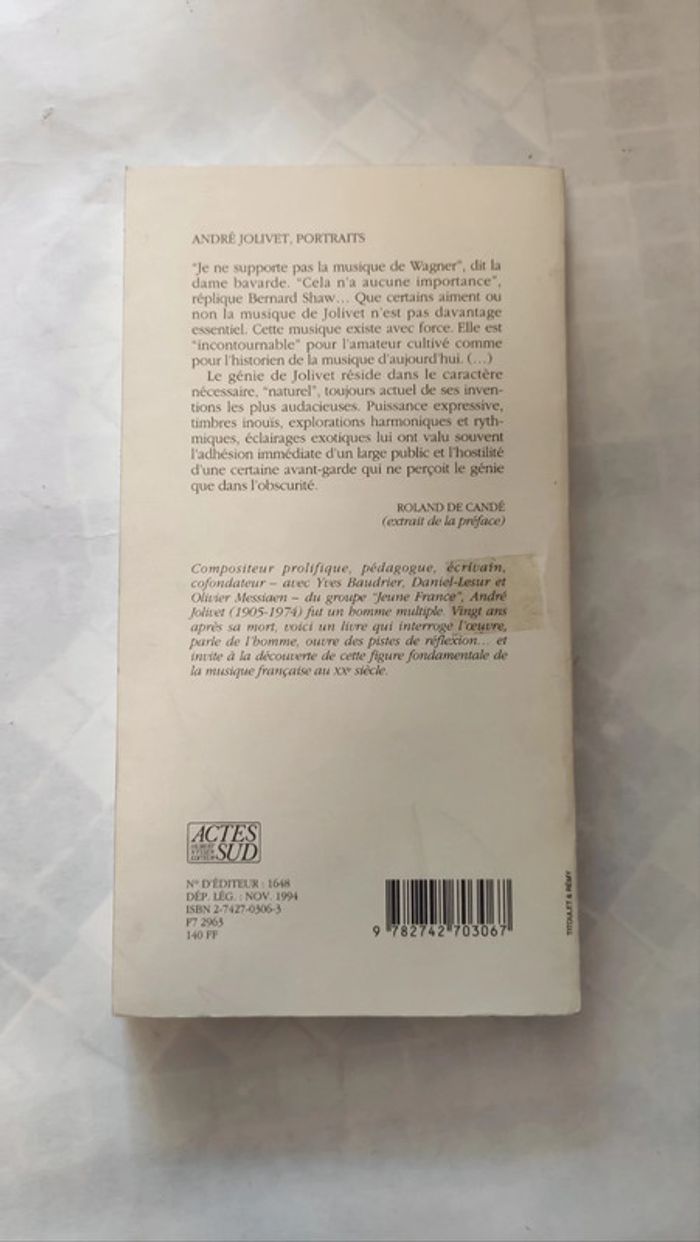 ANDRÉ JOLIVET, PORTRAITS
"Je ne supporte pas la musique de Wagner", dit la
dame bavarde. "Cela n'a aucune importance",
réplique Bernard Shaw... Que certains aiment ou
non la musique de Jolivet n'est pas davantage
essentiel. Cette musique existe avec force. Elle est
"incontournable" pour l'amateur cultivé comme
pour l'historien de la musique d'aujourd'hui. (...)
Le génie de Jolivet réside dans le caractère
nécessaire, "naturel", toujours actuel de ses inven-
tions les plus audacieuses. Puissance expressive,
timbres inouïs, explorations harmoniques et ryth-
miques, éclairages exotiques lui ont valu souvent
l'adhésion immédiate d'un large public et l'hostilité
d'une certaine avant-garde qui ne perçoit le génie
que dans l'obscurité.
ROLAND DE CANDÉ
(extrait de la préface)
Compositeur prolifique, pédagogue, écrivain,
cofondateur – avec Yves Baudrier, Daniel-Lesur et
Olivier Messiaen – du groupe "Jeune France", André
Jolivet (1905-1974) fut un homme multiple. Vingt ans
après sa mort, voici un livre qui interroge l'œuvre,
parle de l'homme, ouvre des pistes de réflexion... et
invite à la découverte de cette figure fondamentale de
la musique française au XXe siècle.
ACTES
SUD
N° D'ÉDITEUR : 1648
DÉP. LÉG. : NOV. 1994
ISBN 2-7427-0306-3
F7 2963
140 FF
9 782742 703067
TITOULET & RÉMY